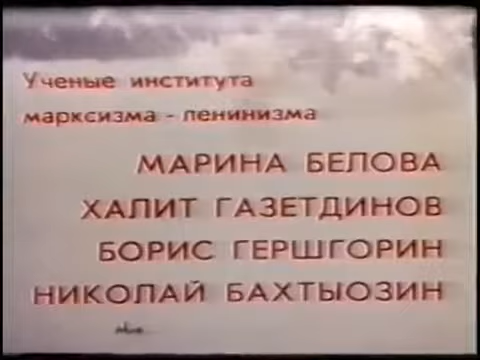 Ученые института
марксизма - ленинизма
МАРИНА БЕЛОВА
ХАЛИТ ГАЗЕТДИНОВ
БОРИС ГЕРШГОРИН
НИКОЛАЙ БАХТЫОЗИН